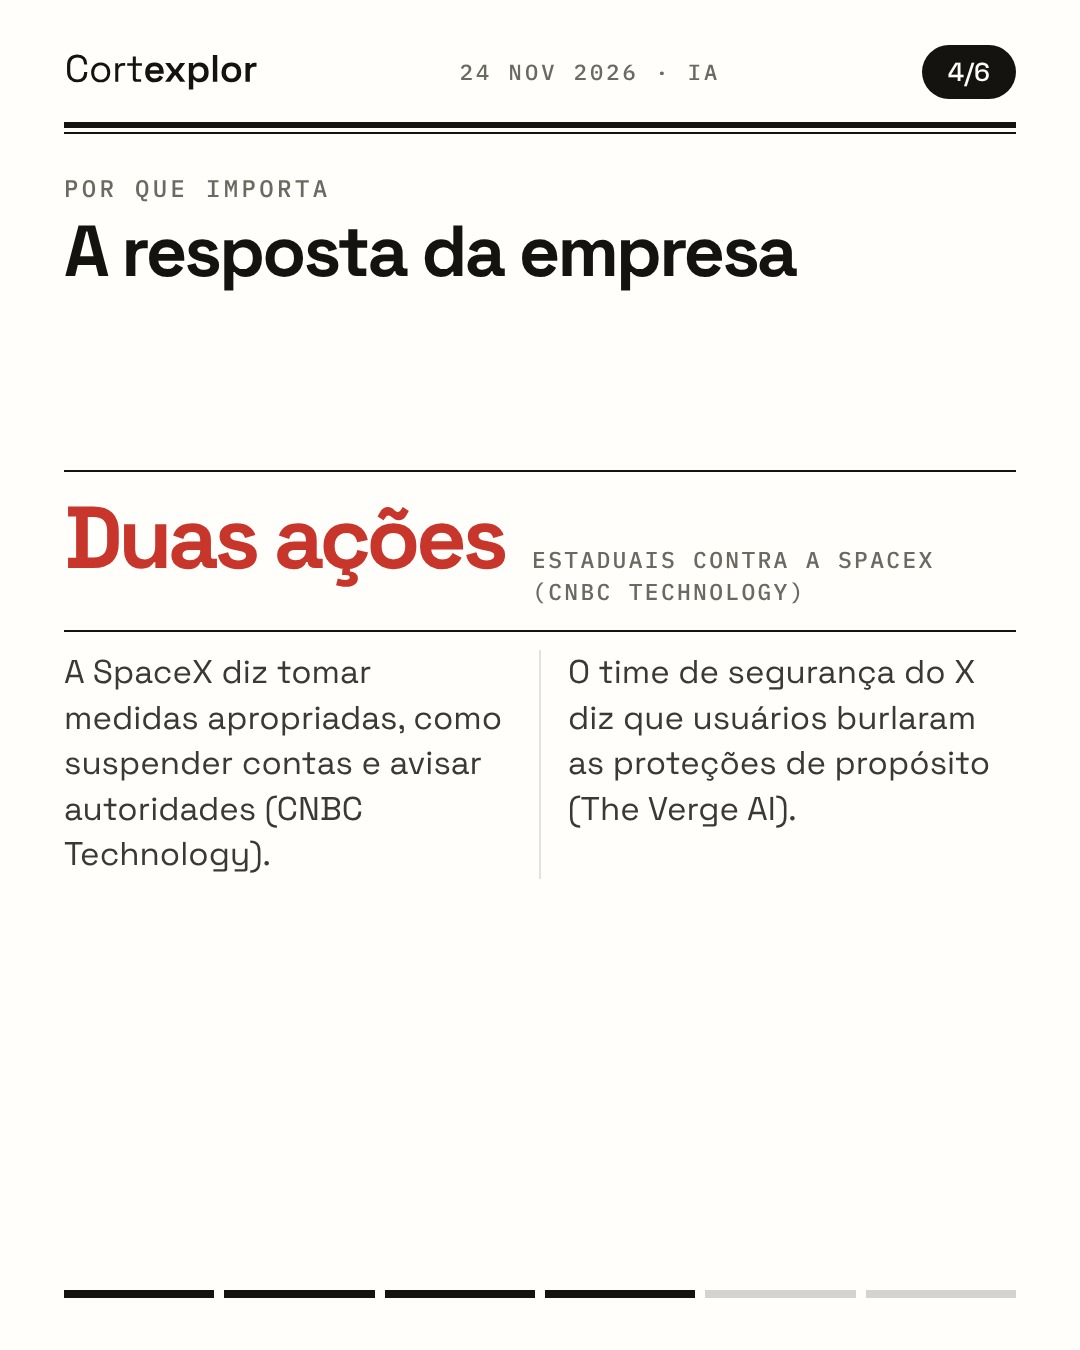 Cortexplor
24 NOV 2026 · IA
4/6
POR QUE IMPORTA
A resposta da empresa
Duas ações
ESTADUAIS CONTRA A SPACEX
(CNBC TECHNOLOGY)
A SpaceX diz tomar
medidas apropriadas, como
suspender contas e avisar
autoridades (CNBC
Technology).
O time de segurança do X
diz que usuários burlaram
as proteções de propósito
(The Verge AI).